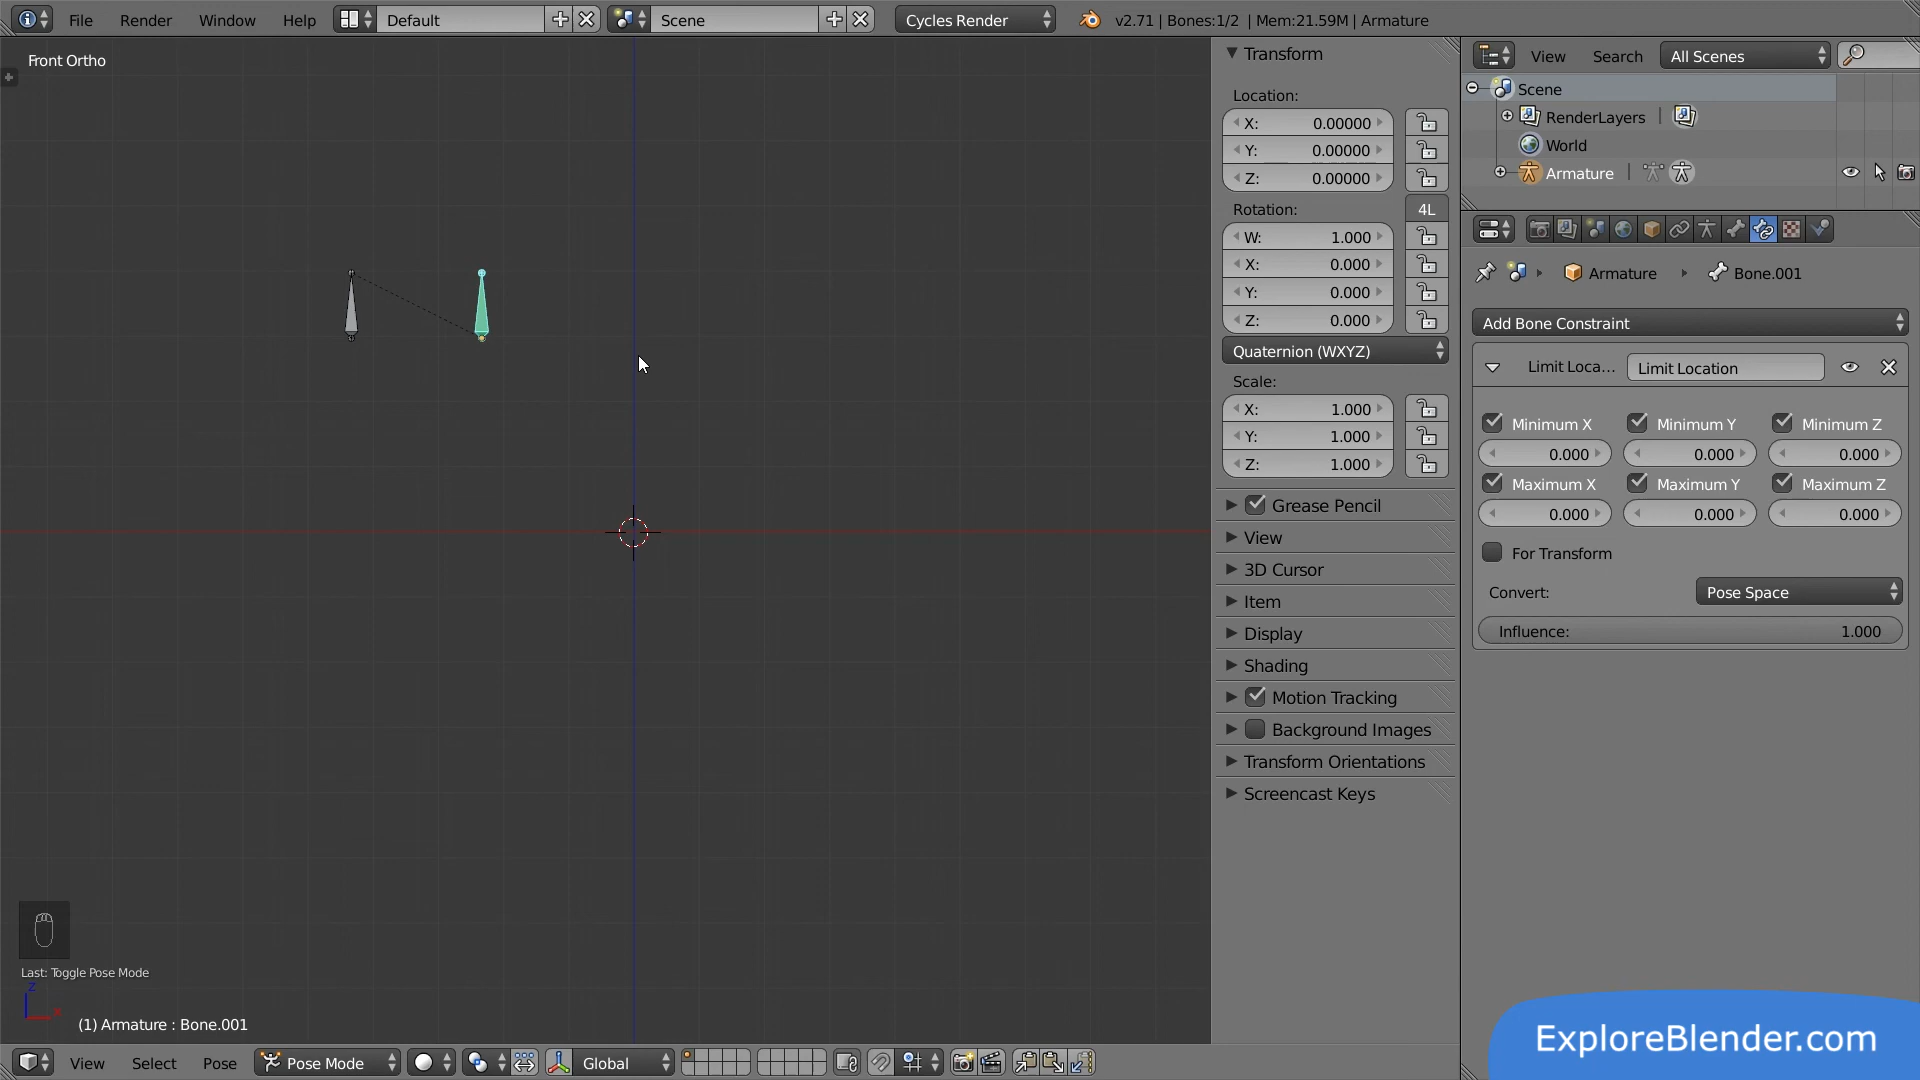 File Render Window Help Default Scene Cycles Render v2.71 | Bones:1/2 | Mem:21.59M | Armature
Front Ortho
Transform
Location:
X: 0.00000
Y: 0.00000
Z: 0.00000
Rotation: 4L
W: 1.000
X: 0.000
Y: 0.000
Z: 0.000
Quaternion (WXYZ)
Scale:
X: 1.000
Y: 1.000
Z: 1.000
Grease Pencil
View
3D Cursor
Item
Display
Shading
Motion Tracking
Background Images
Transform Orientations
Screencast Keys
View Search All Scenes
Scene
RenderLayers
World
Armature
Armature Bone.001
Add Bone Constraint
Limit Loca... Limit Location
Minimum X Minimum Y Minimum Z
0.000 0.000 0.000
Maximum X Maximum Y Maximum Z
0.000 0.000 0.000
For Transform
Convert: Pose Space
Influence: 1.000
Last: Toggle Pose Mode
Z
X
(1) Armature : Bone.001
View Select Pose Pose Mode Global
ExploreBlender.com